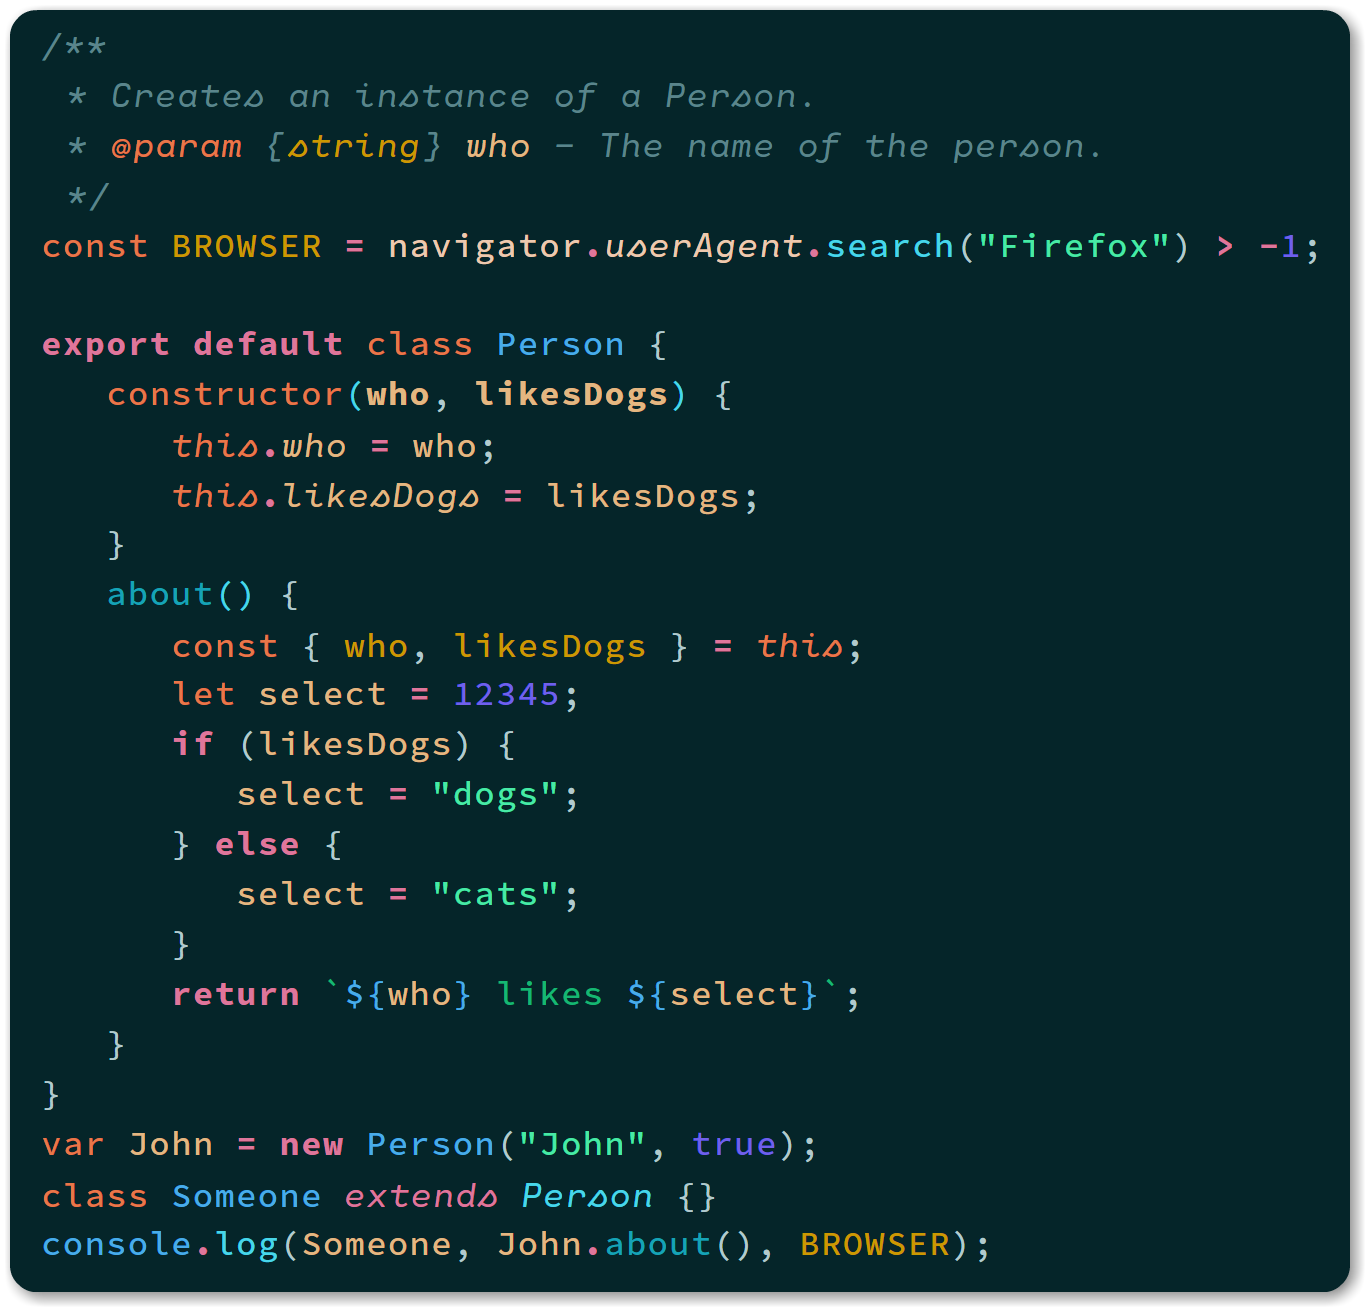 /**
 * Creates an instance of a Person.
 * @param {string} who - The name of the person.
 */
const BROWSER = navigator.userAgent.search("Firefox") > -1;

export default class Person {
   constructor(who, likesDogs) {
      this.who = who;
      this.likesDogs = likesDogs;
   }
   about() {
      const { who, likesDogs } = this;
      let select = 12345;
      if (likesDogs) {
         select = "dogs";
      } else {
         select = "cats";
      }
      return `${who} likes ${select}`;
   }
}
var John = new Person("John", true);
class Someone extends Person {}
console.log(Someone, John.about(), BROWSER);